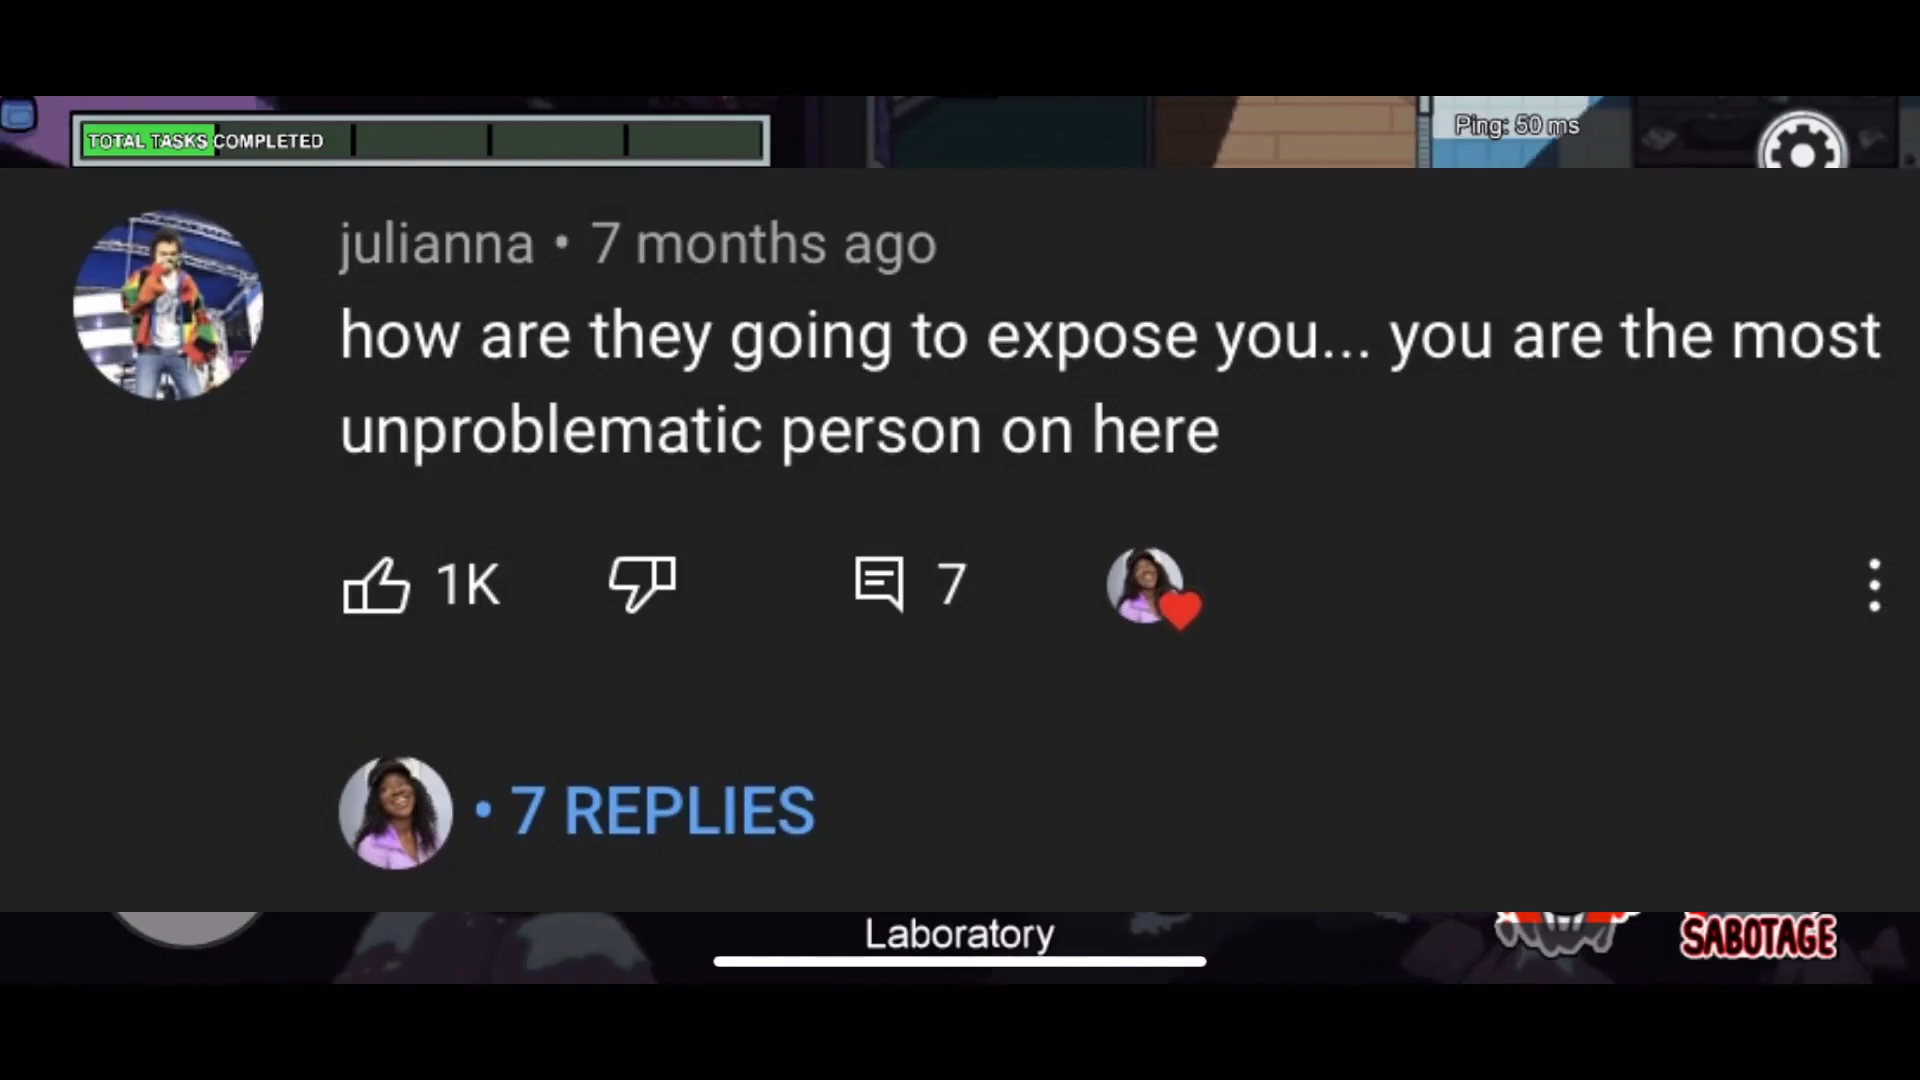 TOTAL TASKS COMPLETED
Ping: 50 ms
julianna • 7 months ago
how are they going to expose you... you are the most
unproblematic person on here
1K 7
• 7 REPLIES
Laboratory
SABOTAGE